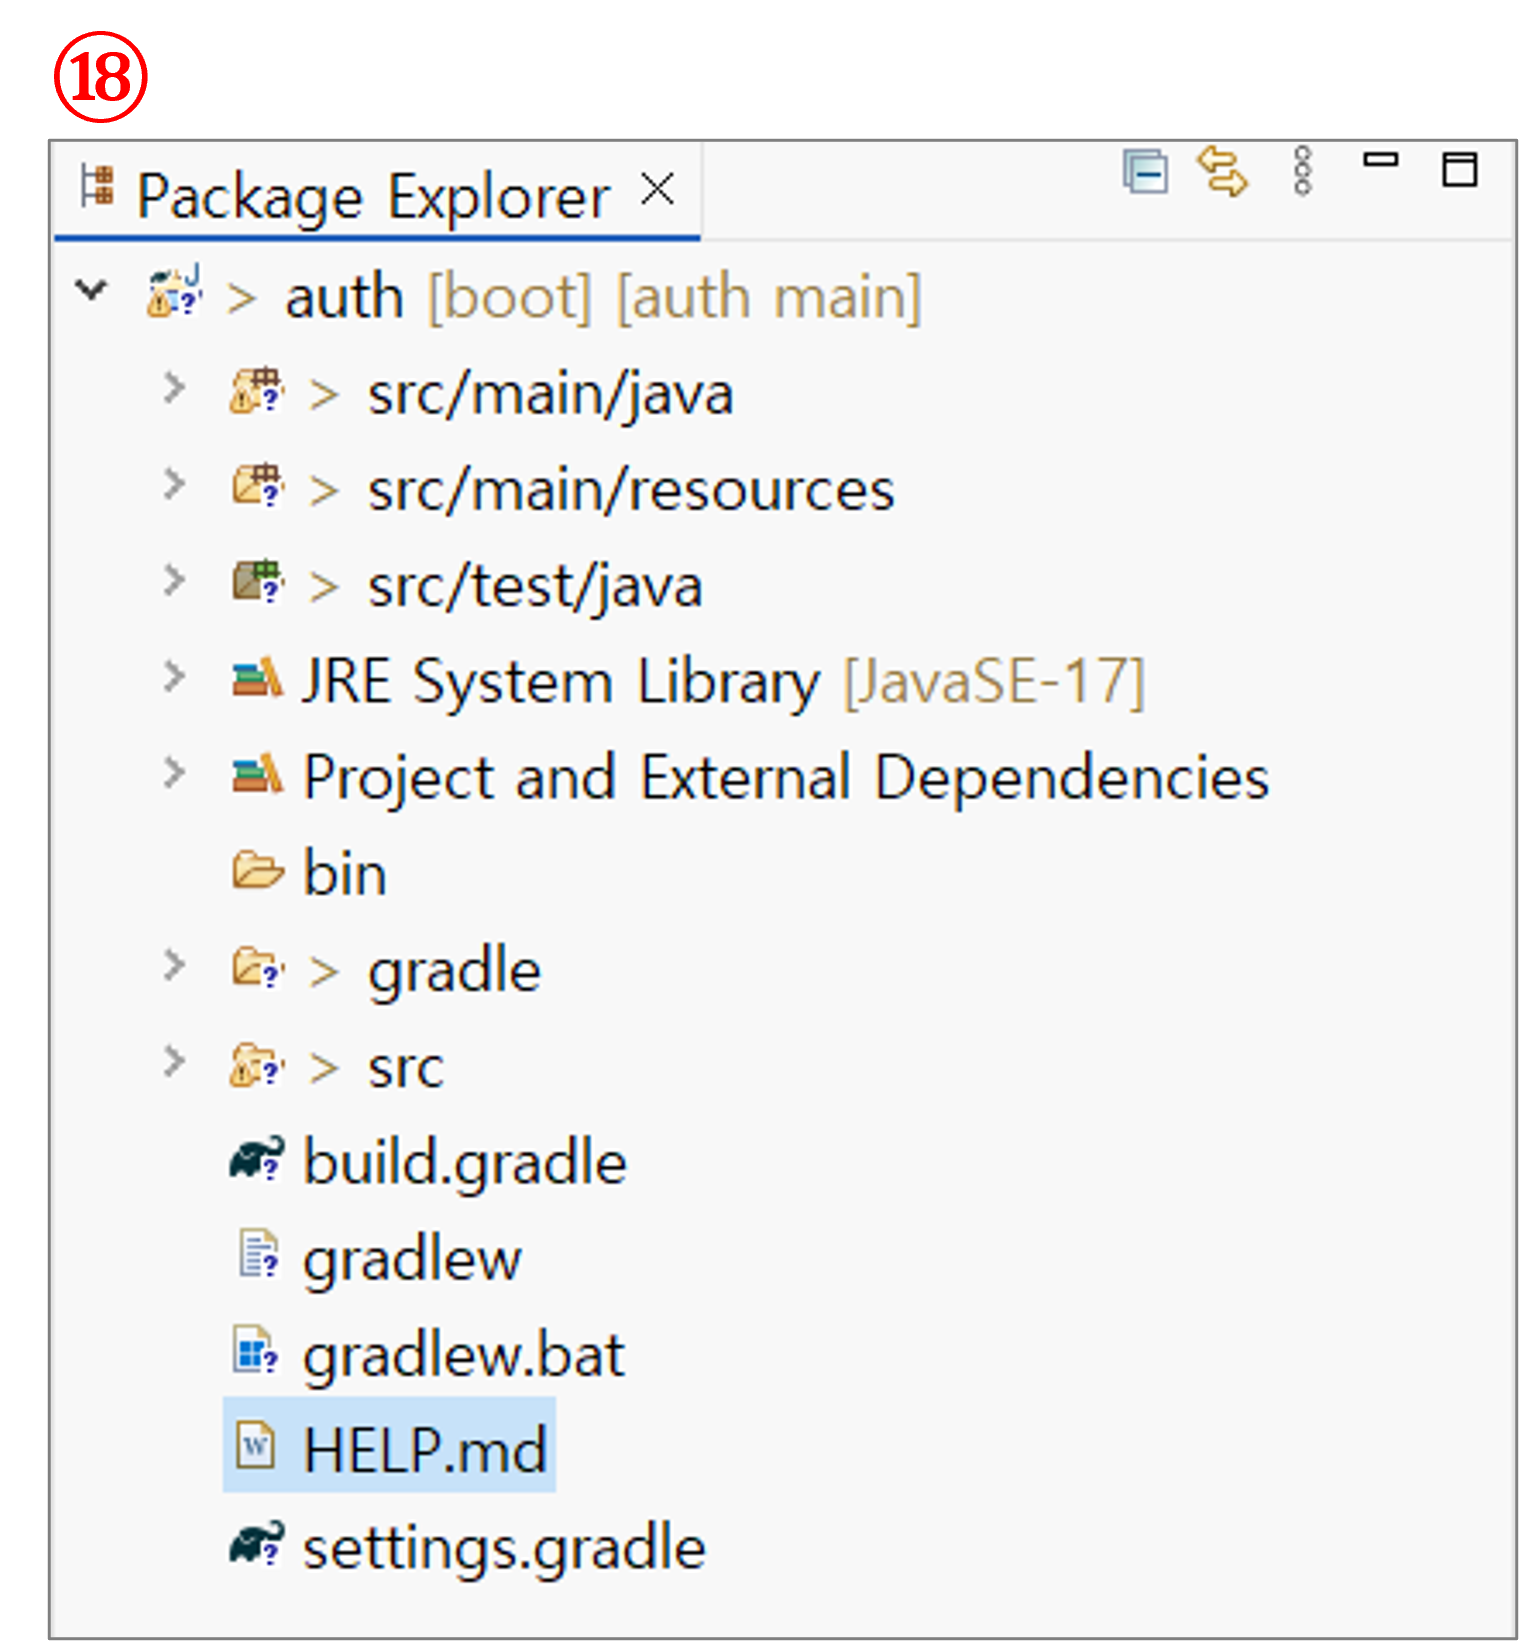 ⑱
Package Explorer
> auth [boot] [auth main]
> src/main/java
> src/main/resources
> src/test/java
JRE System Library [JavaSE-17]
Project and External Dependencies
bin
> gradle
> src
build.gradle
gradlew
gradlew.bat
HELP.md
settings.gradle